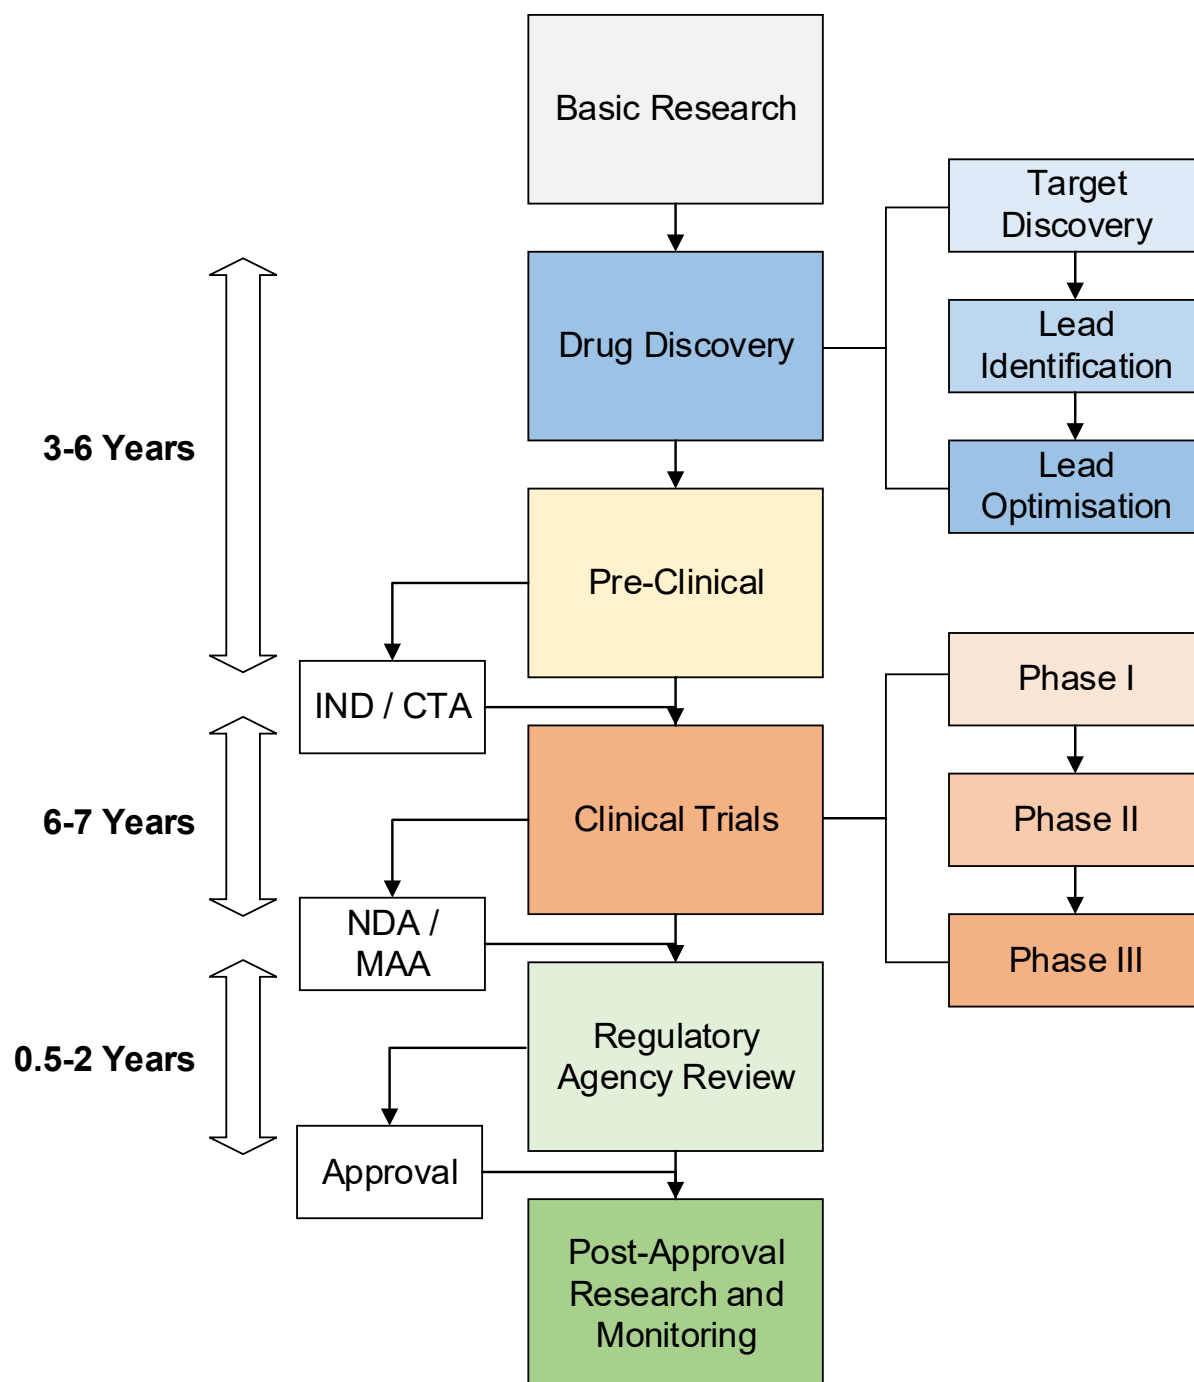 Basic Research
Target
Discovery
Drug Discovery
Lead
Identification
3-6 Years
Lead
Optimisation
Pre-Clinical
IND / CTA
Phase I
6-7 Years
Clinical Trials
Phase II
NDA /
MAA
Phase III
0.5-2 Years
Regulatory
Agency Review
Approval
Post-Approval
Research and
Monitoring